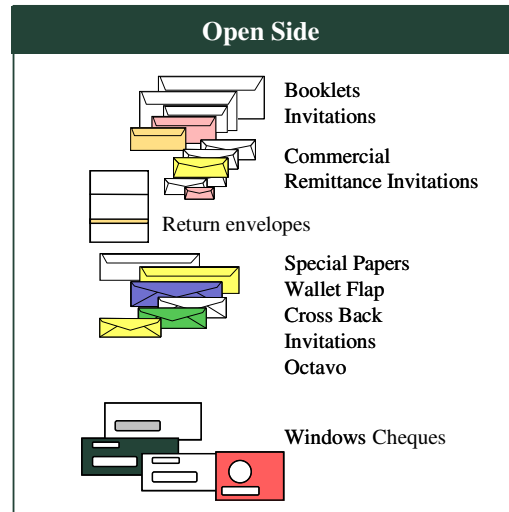 Open Side
Booklets
Invitations
Commercial
Remittance Invitations
Return envelopes
Special Papers
Wallet Flap
Cross Back
Invitations
Octavo
Windows Cheques